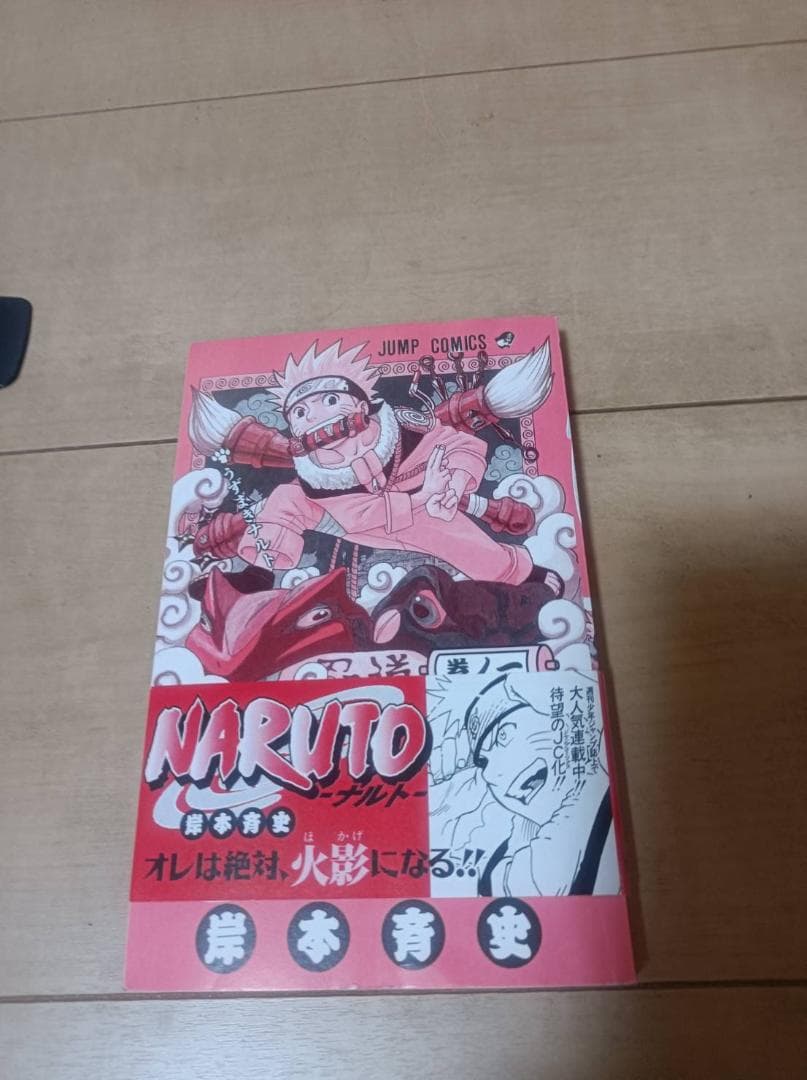 JUMP COMICS
うずまきナルト
巻ノ一
NARUTO
-ナルト-
岸本斉史
週刊少年ジャンプ誌上で
大人気連載中!!
待望のJC化!!
オレは絶対、火影になる!!
ほかげ
岸本斉史